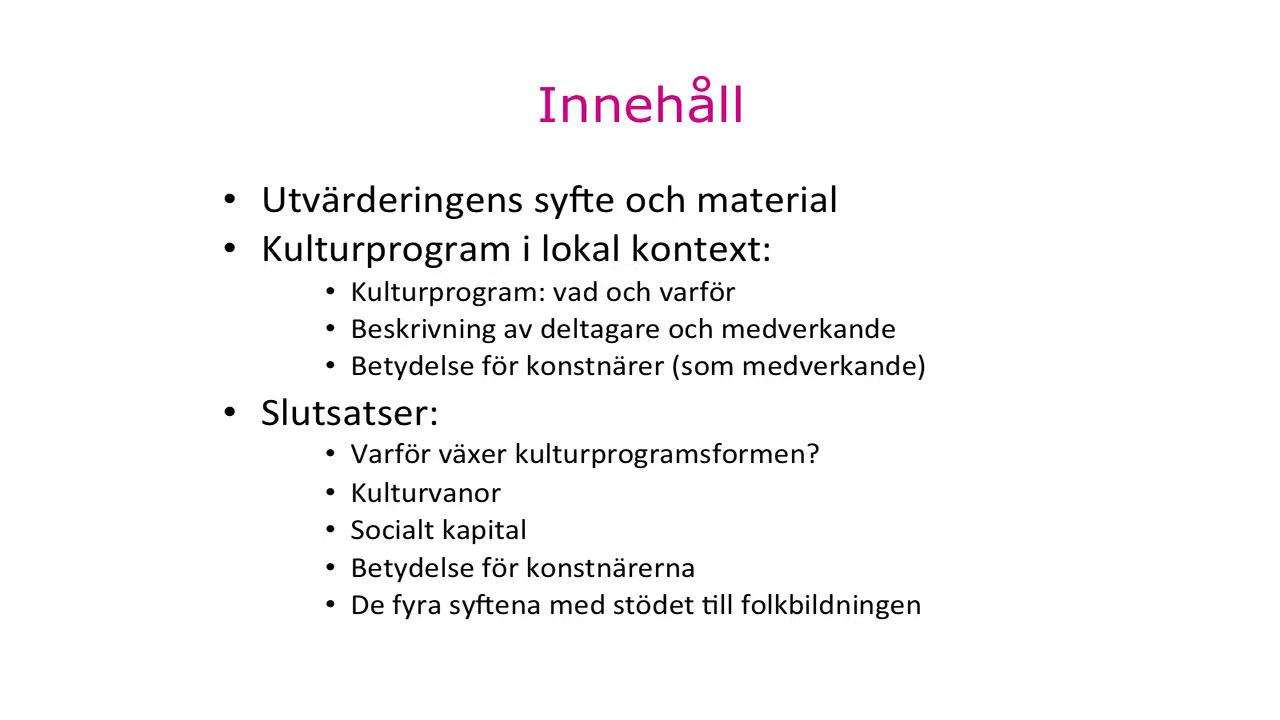 Innehåll
• Utvärderingens syfte och material
• Kulturprogram i lokal kontext:
• Kulturprogram: vad och varför
• Beskrivning av deltagare och medverkande
• Betydelse för konstnärer (som medverkande)
• Slutsatser:
• Varför växer kulturprogramsformen?
• Kulturvanor
• Socialt kapital
• Betydelse för konstnärerna
• De fyra syftena med stödet till folkbildningen